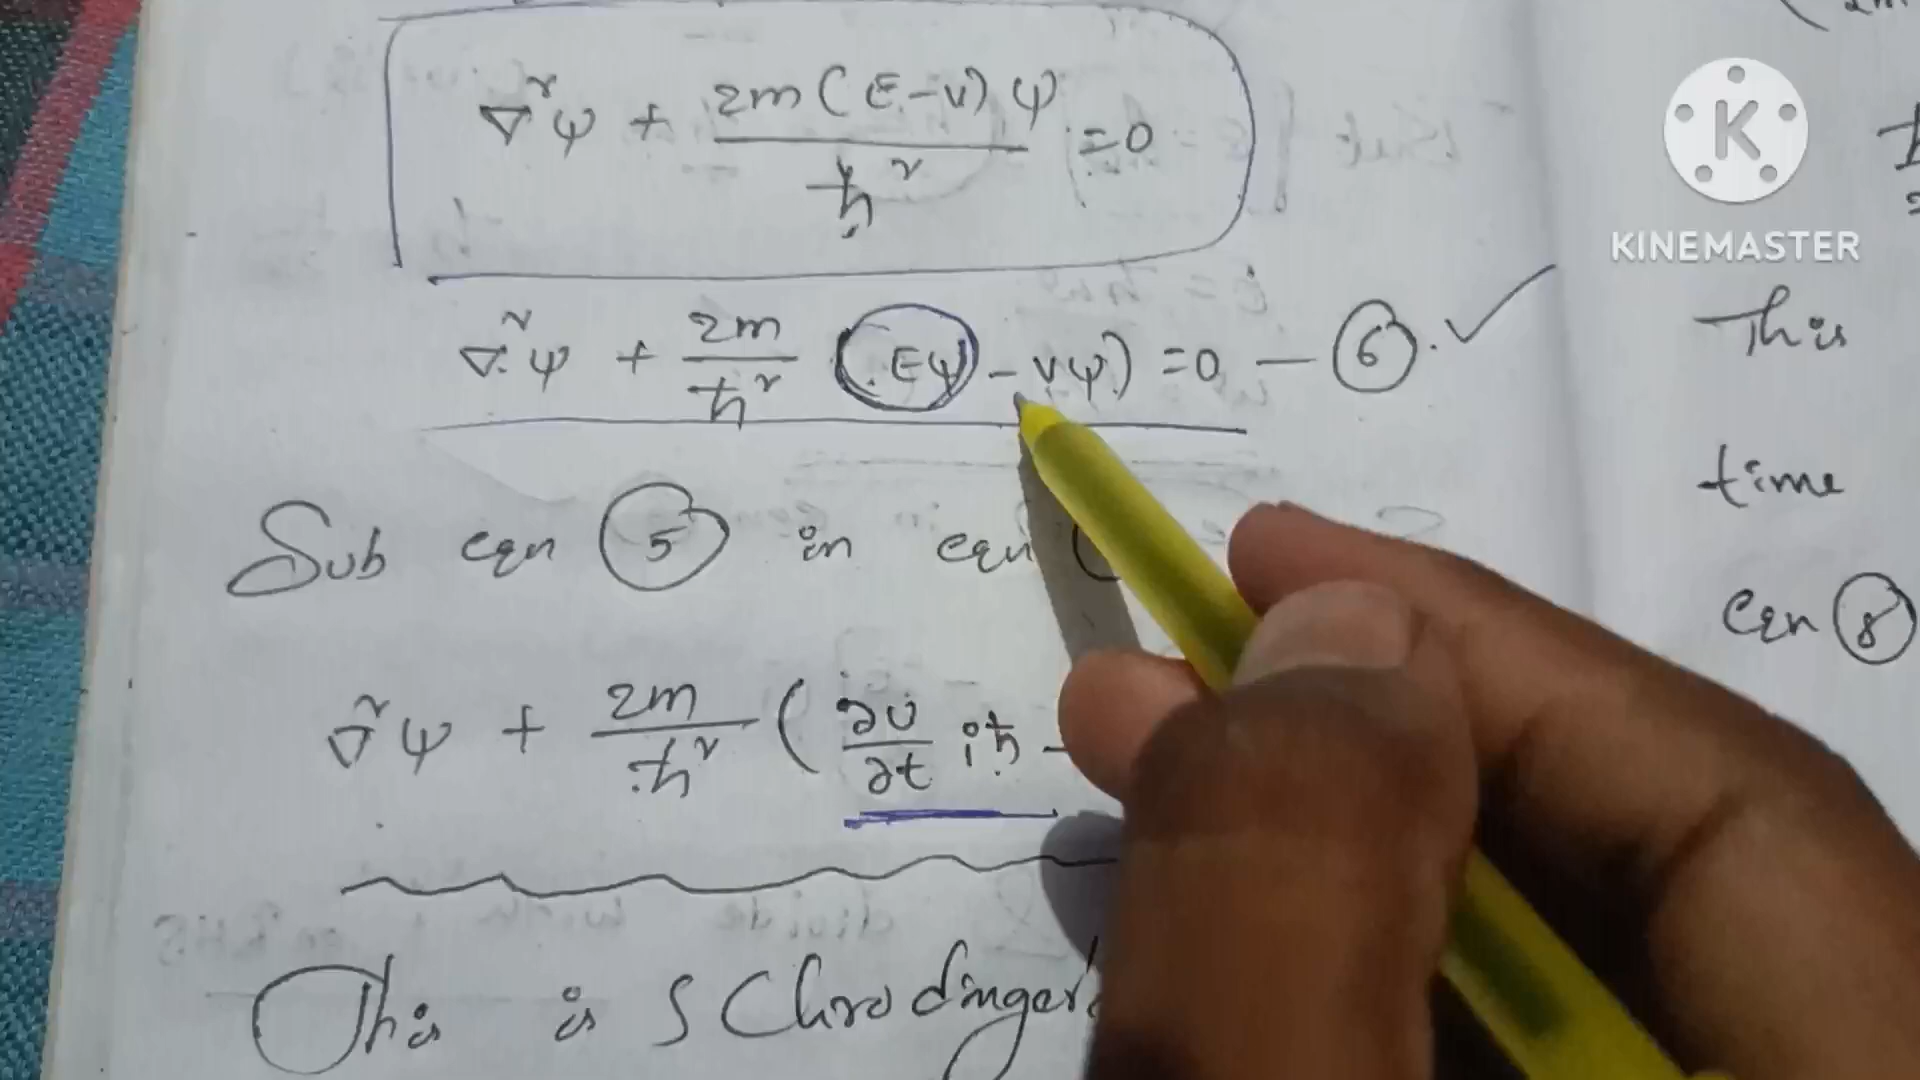 ∇²ψ + 2m(E-V)ψ / ħ² = 0
∇²ψ + 2m / ħ² (Eψ - Vψ) = 0 — 6
Sub eqn 5 in eqn
∇²ψ + 2m / ħ² ( ∂ψ / ∂t iħ -
This is SChrodinger's
This
time
eqn 8
K
KINEMASTER